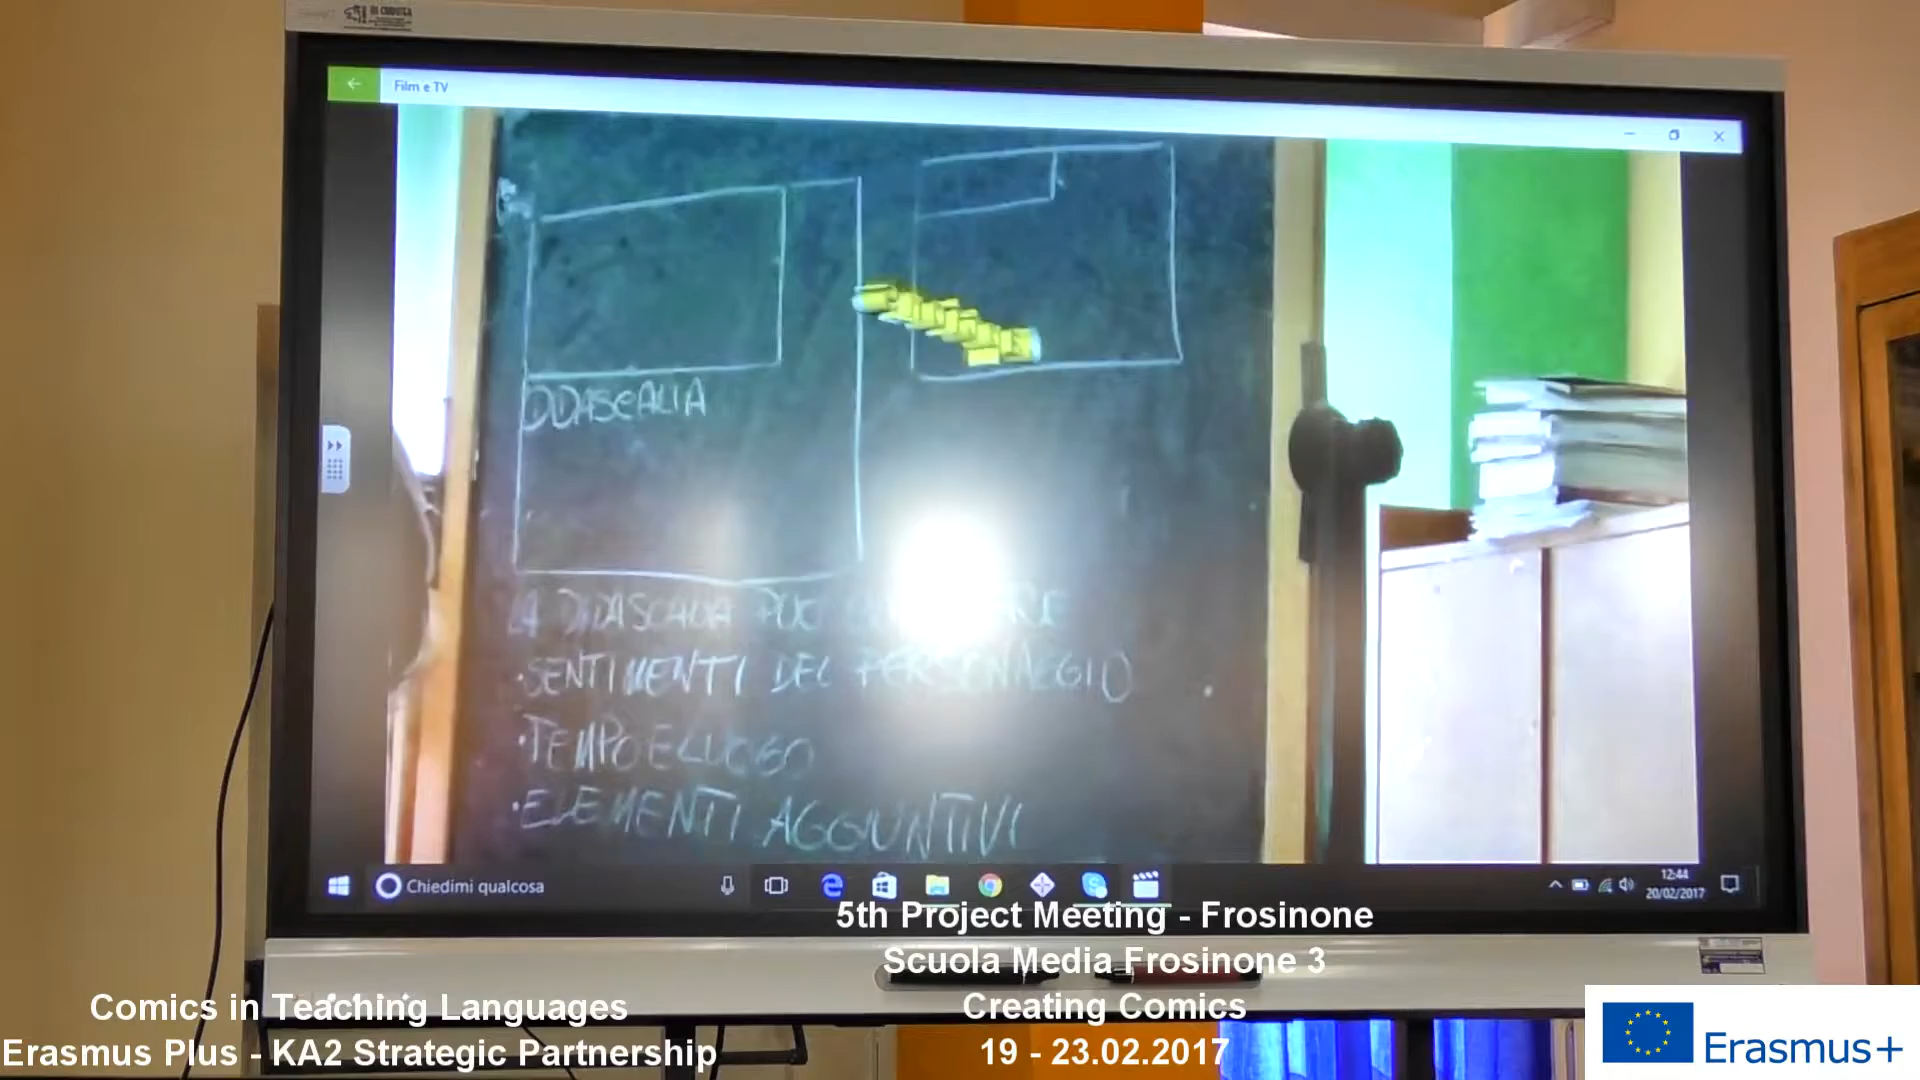 Film e TV
DIDASCALIA
LA DIDASCALIA PUÒ
• SENTIMENTI DEL PERSONAGGIO
• TEMPO E LUOGO
• ELEMENTI AGGIUNTIVI
Chiedimi qualcosa
12:44
20/02/2017
5th Project Meeting - Frosinone
Scuola Media Frosinone 3
Creating Comics
19 - 23.02.2017
Comics in Teaching Languages
Erasmus Plus - KA2 Strategic Partnership
Erasmus+